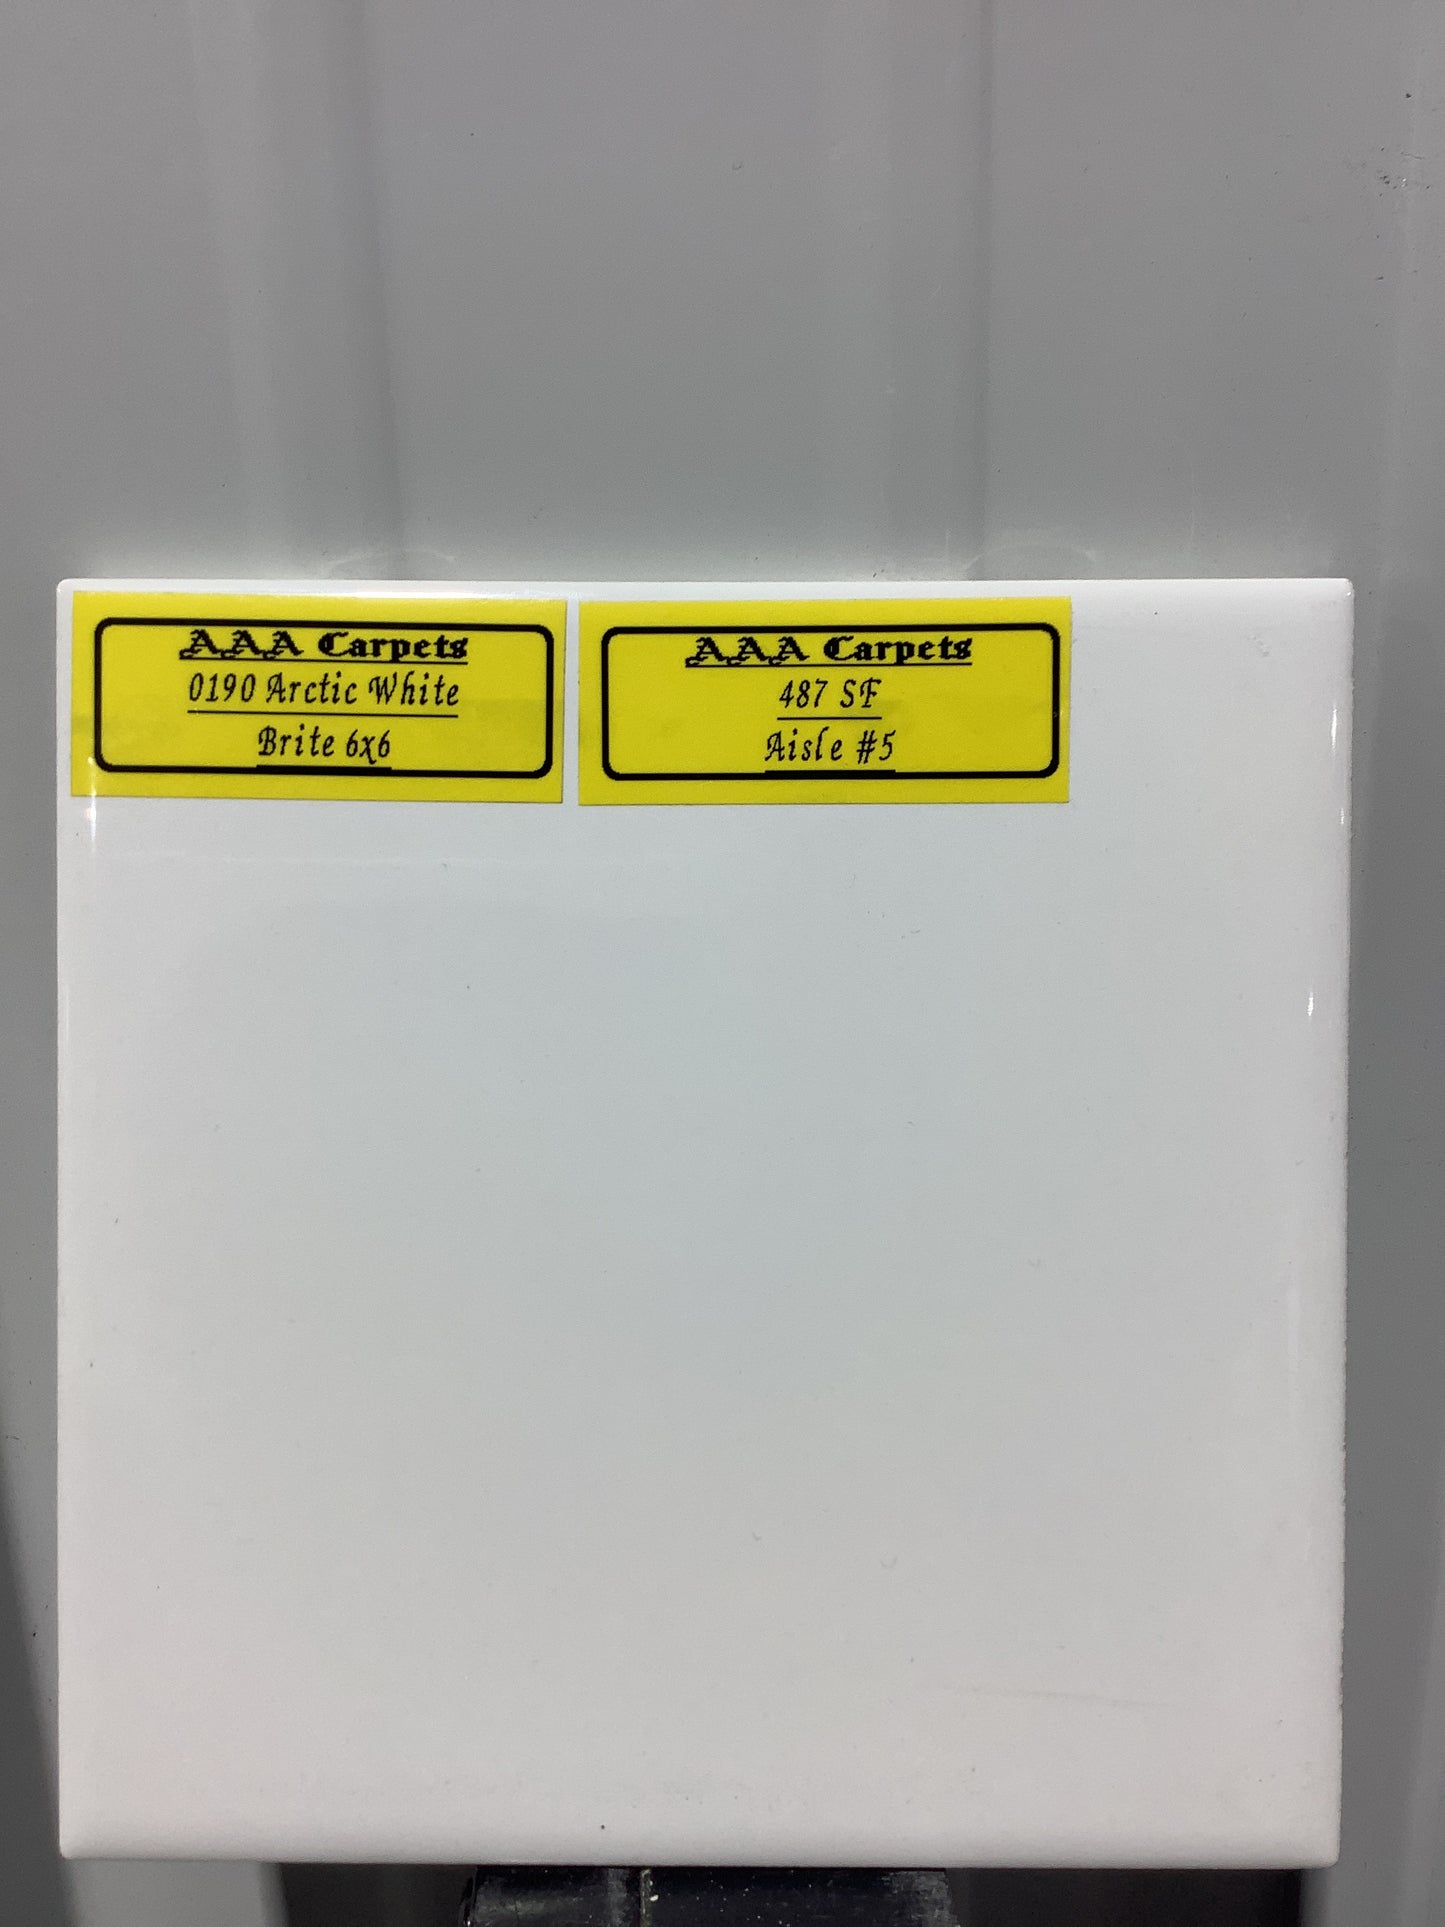 AAA Carpets
0190 Arctic White
Brite 6x6
AAA Carpets
487 SF
Aisle #5